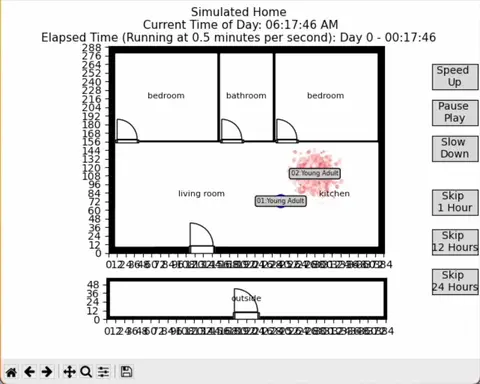 Simulated Home
Current Time of Day: 06:17:46 AM
Elapsed Time (Running at 0.5 minutes per second): Day 0 - 00:17:46
288
276
264
252
240
228
216
204
192
180
168
156
144
132
120
108
96
84
72
60
48
36
24
12
0
bedroom
bathroom
bedroom
02:Young Adult
01:Young Adult
living room
kitchen
48
36
24
12
0
outside
Speed
Up
Pause
Play
Slow
Down
Skip
1 Hour
Skip
12 Hours
Skip
24 Hours